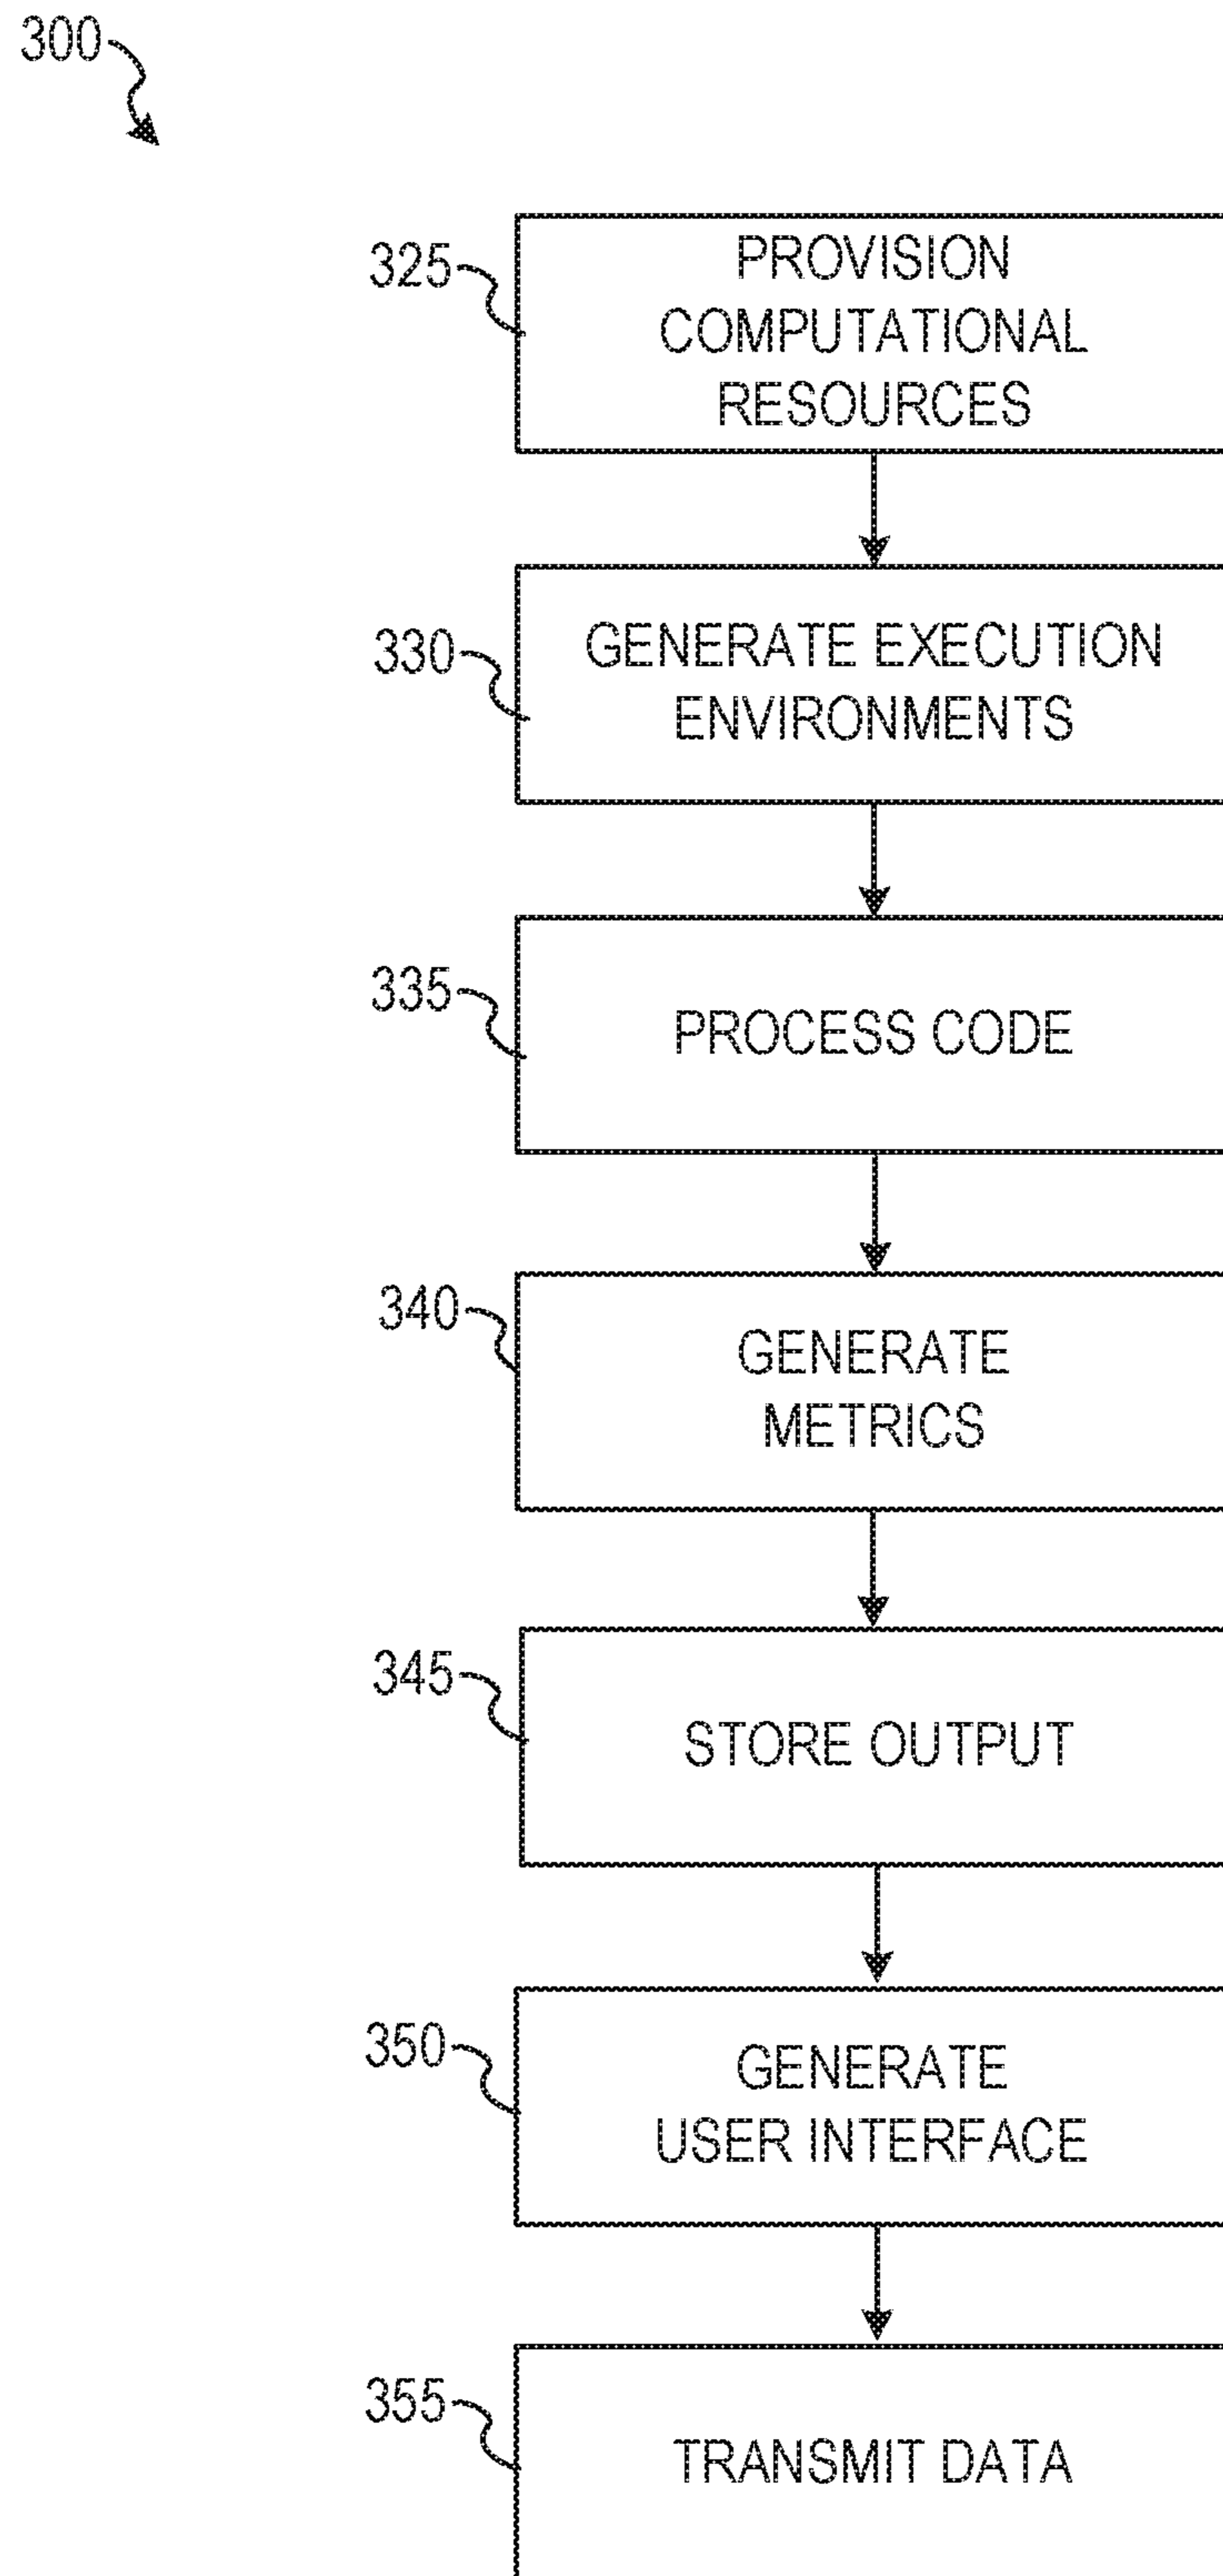 300
325
PROVISION
COMPUTATIONAL
RESOURCES
330
GENERATE EXECUTION
ENVIRONMENTS
335
PROCESS CODE
340
GENERATE
METRICS
345
STORE OUTPUT
350
GENERATE
USER INTERFACE
355
TRANSMIT DATA